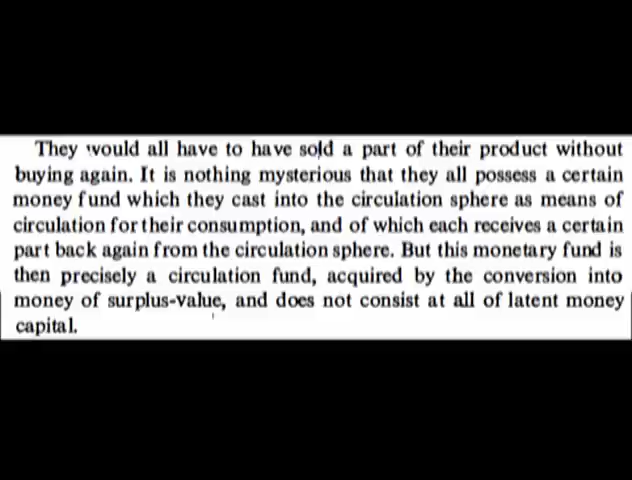 They would all have to have sold a part of their product without
buying again. It is nothing mysterious that they all possess a certain
money fund which they cast into the circulation sphere as means of
circulation for their consumption, and of which each receives a certain
part back again from the circulation sphere. But this monetary fund is
then precisely a circulation fund, acquired by the conversion into
money of surplus-value, and does not consist at all of latent money
capital.